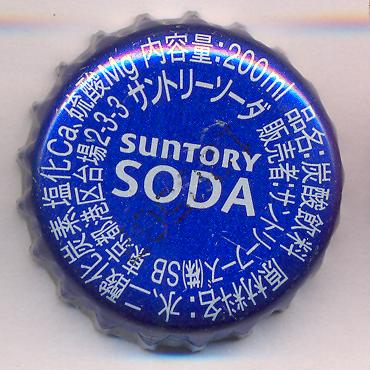 品名:炭酸飲料 原材料名:水、二酸化炭素、塩化Ca、硫酸Mg 内容量:200ml
サントリーソーダ 販売者:サントリーフーズ(株)SB 東京都港区台場2-3-3
SUNTORY
SODA